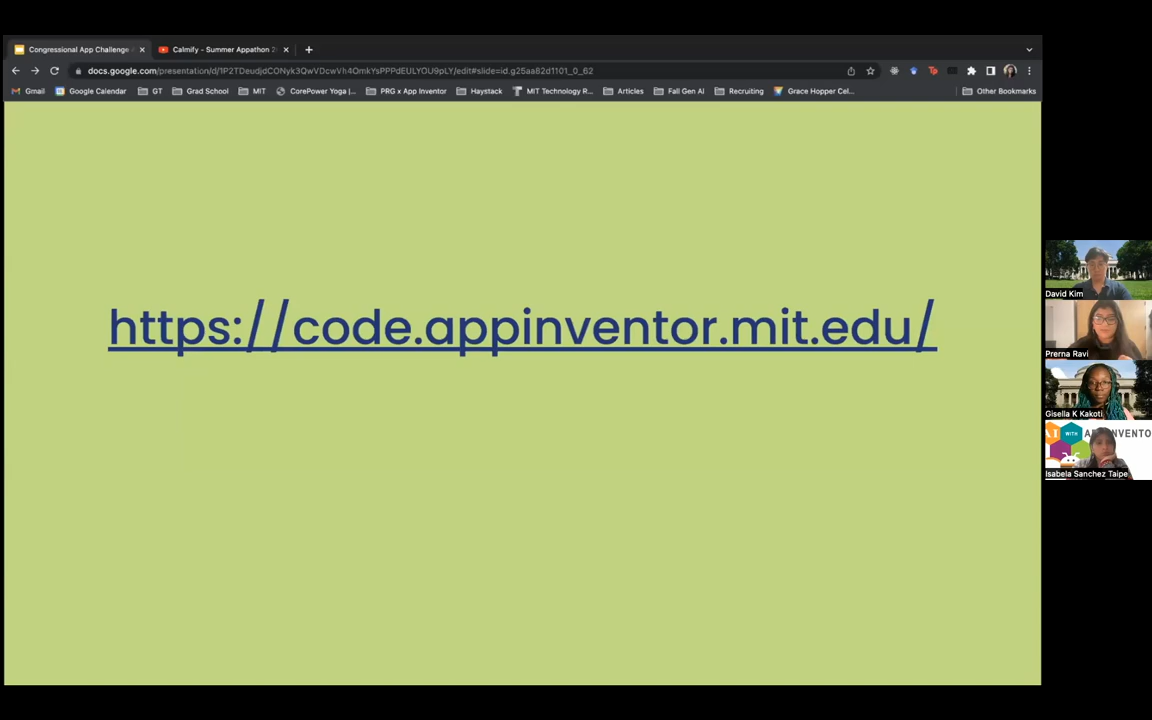 Congressional App Challenge
Calmify - Summer Appathon 2
docs.google.com/presentation/d/1P2TDeudjdCONyk3QwVDcwVh4OmkYsPPPdEULYOU9pLY/edit#slide=id.g25aa82d1101_0_62
Gmail
Google Calendar
GT
Grad School
MIT
CorePower Yoga |...
PRG x App Inventor
Haystack
MIT Technology R...
Articles
Fall Gen AI
Recruiting
Grace Hopper Cel...
Other Bookmarks
https://code.appinventor.mit.edu/
David Kim
Prerna Ravi
Gisella K Kakoti
WITH
Isabela Sanchez Taipe